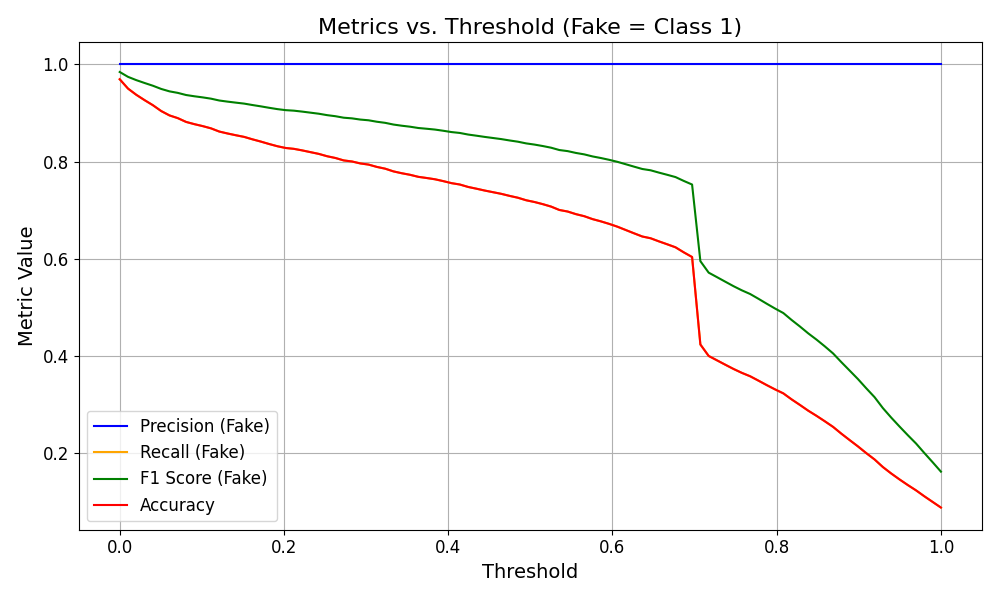 Metrics vs. Threshold (Fake = Class 1)
Metric Value
1.0
0.8
0.6
0.4
0.2
Precision (Fake)
Recall (Fake)
F1 Score (Fake)
Accuracy
0.0 0.2 0.4 0.6 0.8 1.0
Threshold